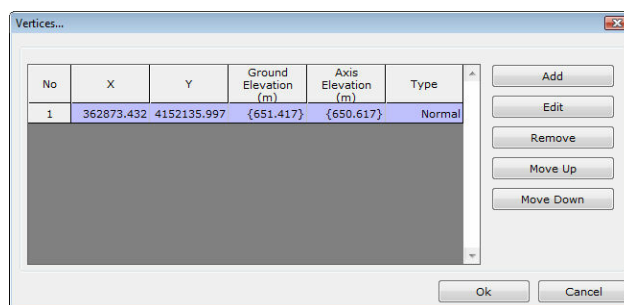 Vertices...
No X Y Ground Elevation (m) Axis Elevation (m) Type
1 362873.432 4152135.997 {651.417} {650.617} Normal
Add
Edit
Remove
Move Up
Move Down
Ok Cancel